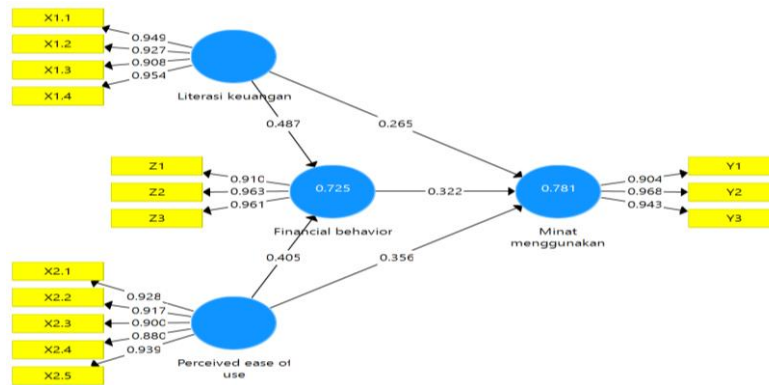 X1.1
X1.2
X1.3
X1.4
0.949
0.927
0.908
0.954
Literasi keuangan
0.487
0.265
Z1
Z2
Z3
0.910
0.963
0.961
0.725
Financial behavior
0.322
0.781
Minat
menggunakan
0.904
0.968
0.943
Y1
Y2
Y3
0.405
0.356
X2.1
X2.2
X2.3
X2.4
X2.5
0.928
0.917
0.900
0.880
0.939
Perceived ease of
use